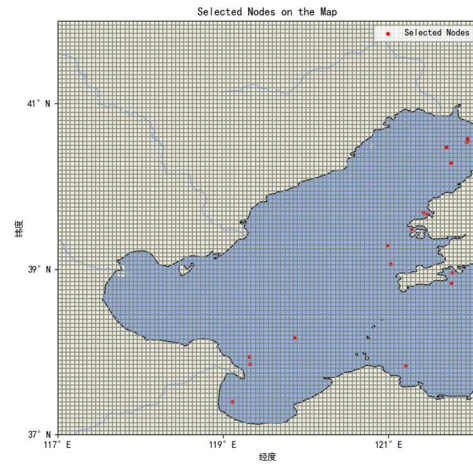 Selected Nodes on the Map
Selected Nodes
41° N
39° N
37° N
纬度
117° E
119° E
121° E
经度